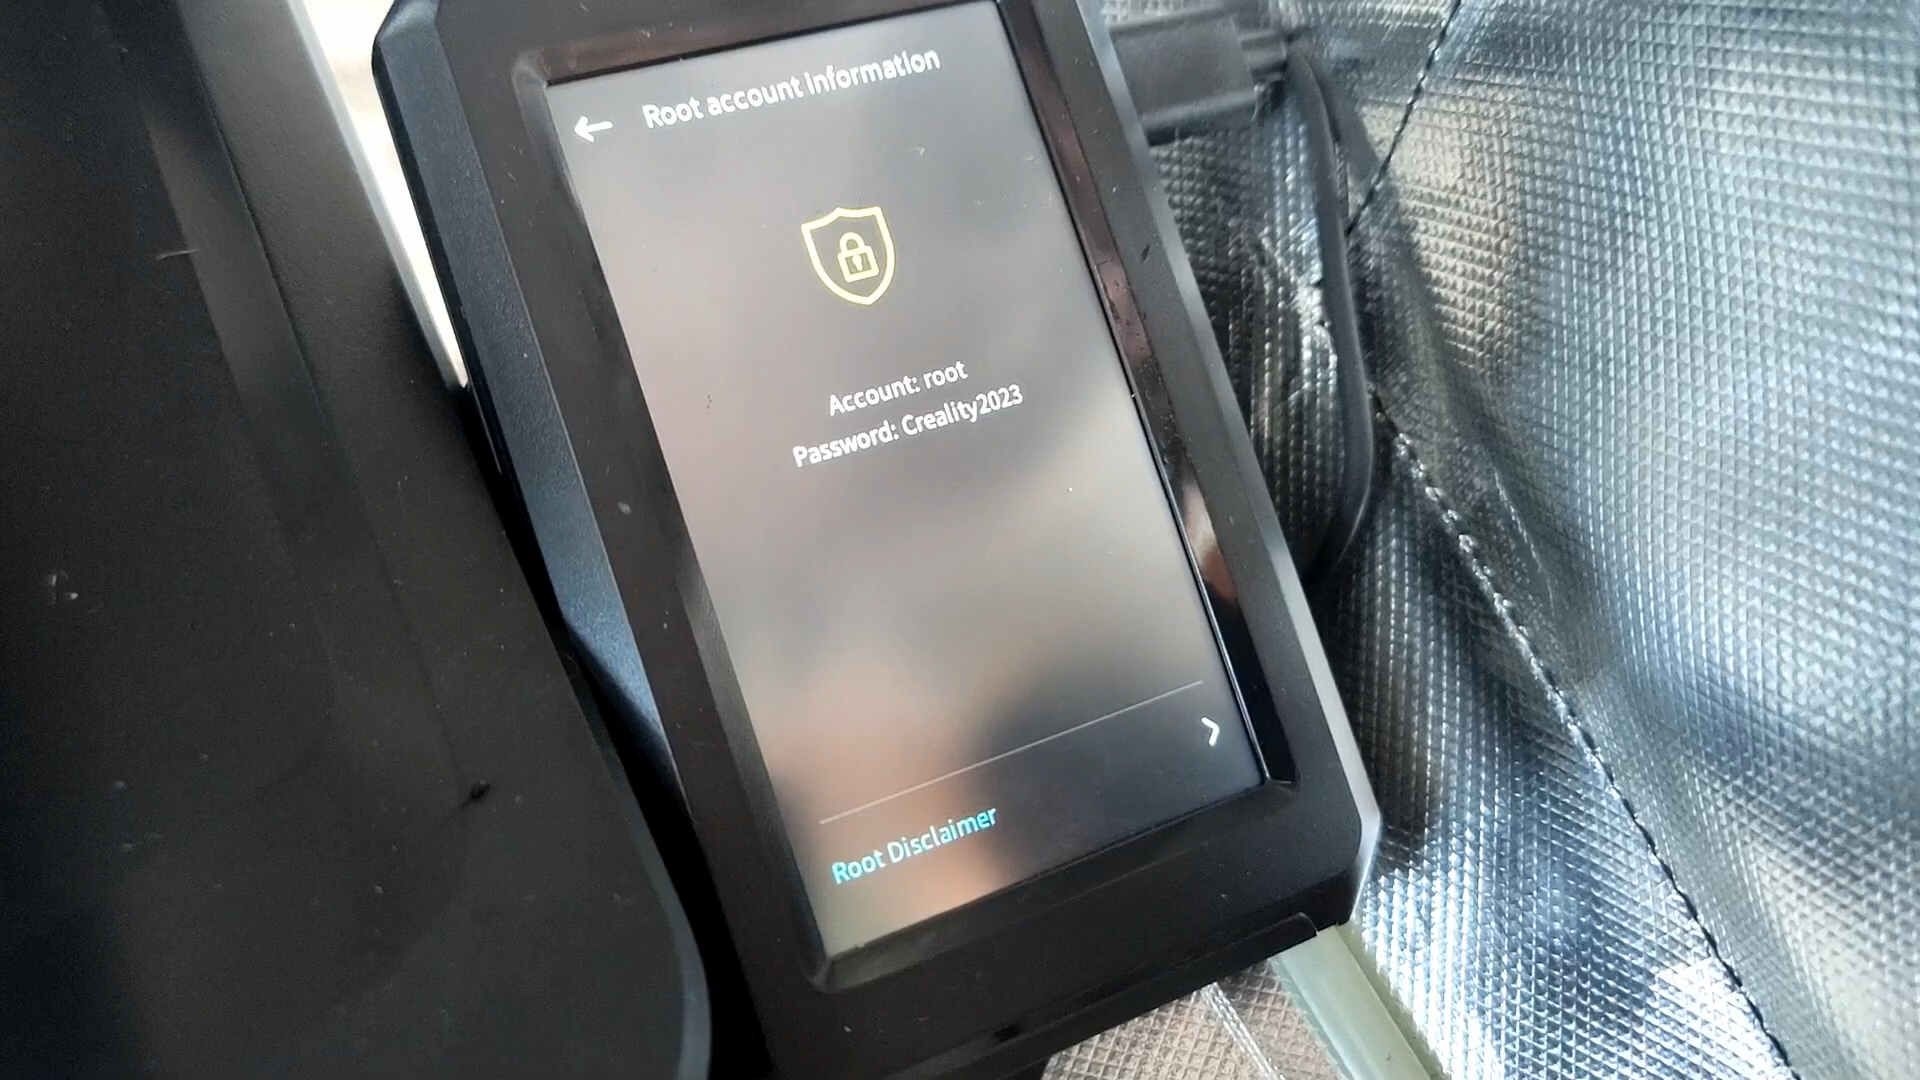 Root account information
Account: root
Password: Creality2023
Root Disclaimer